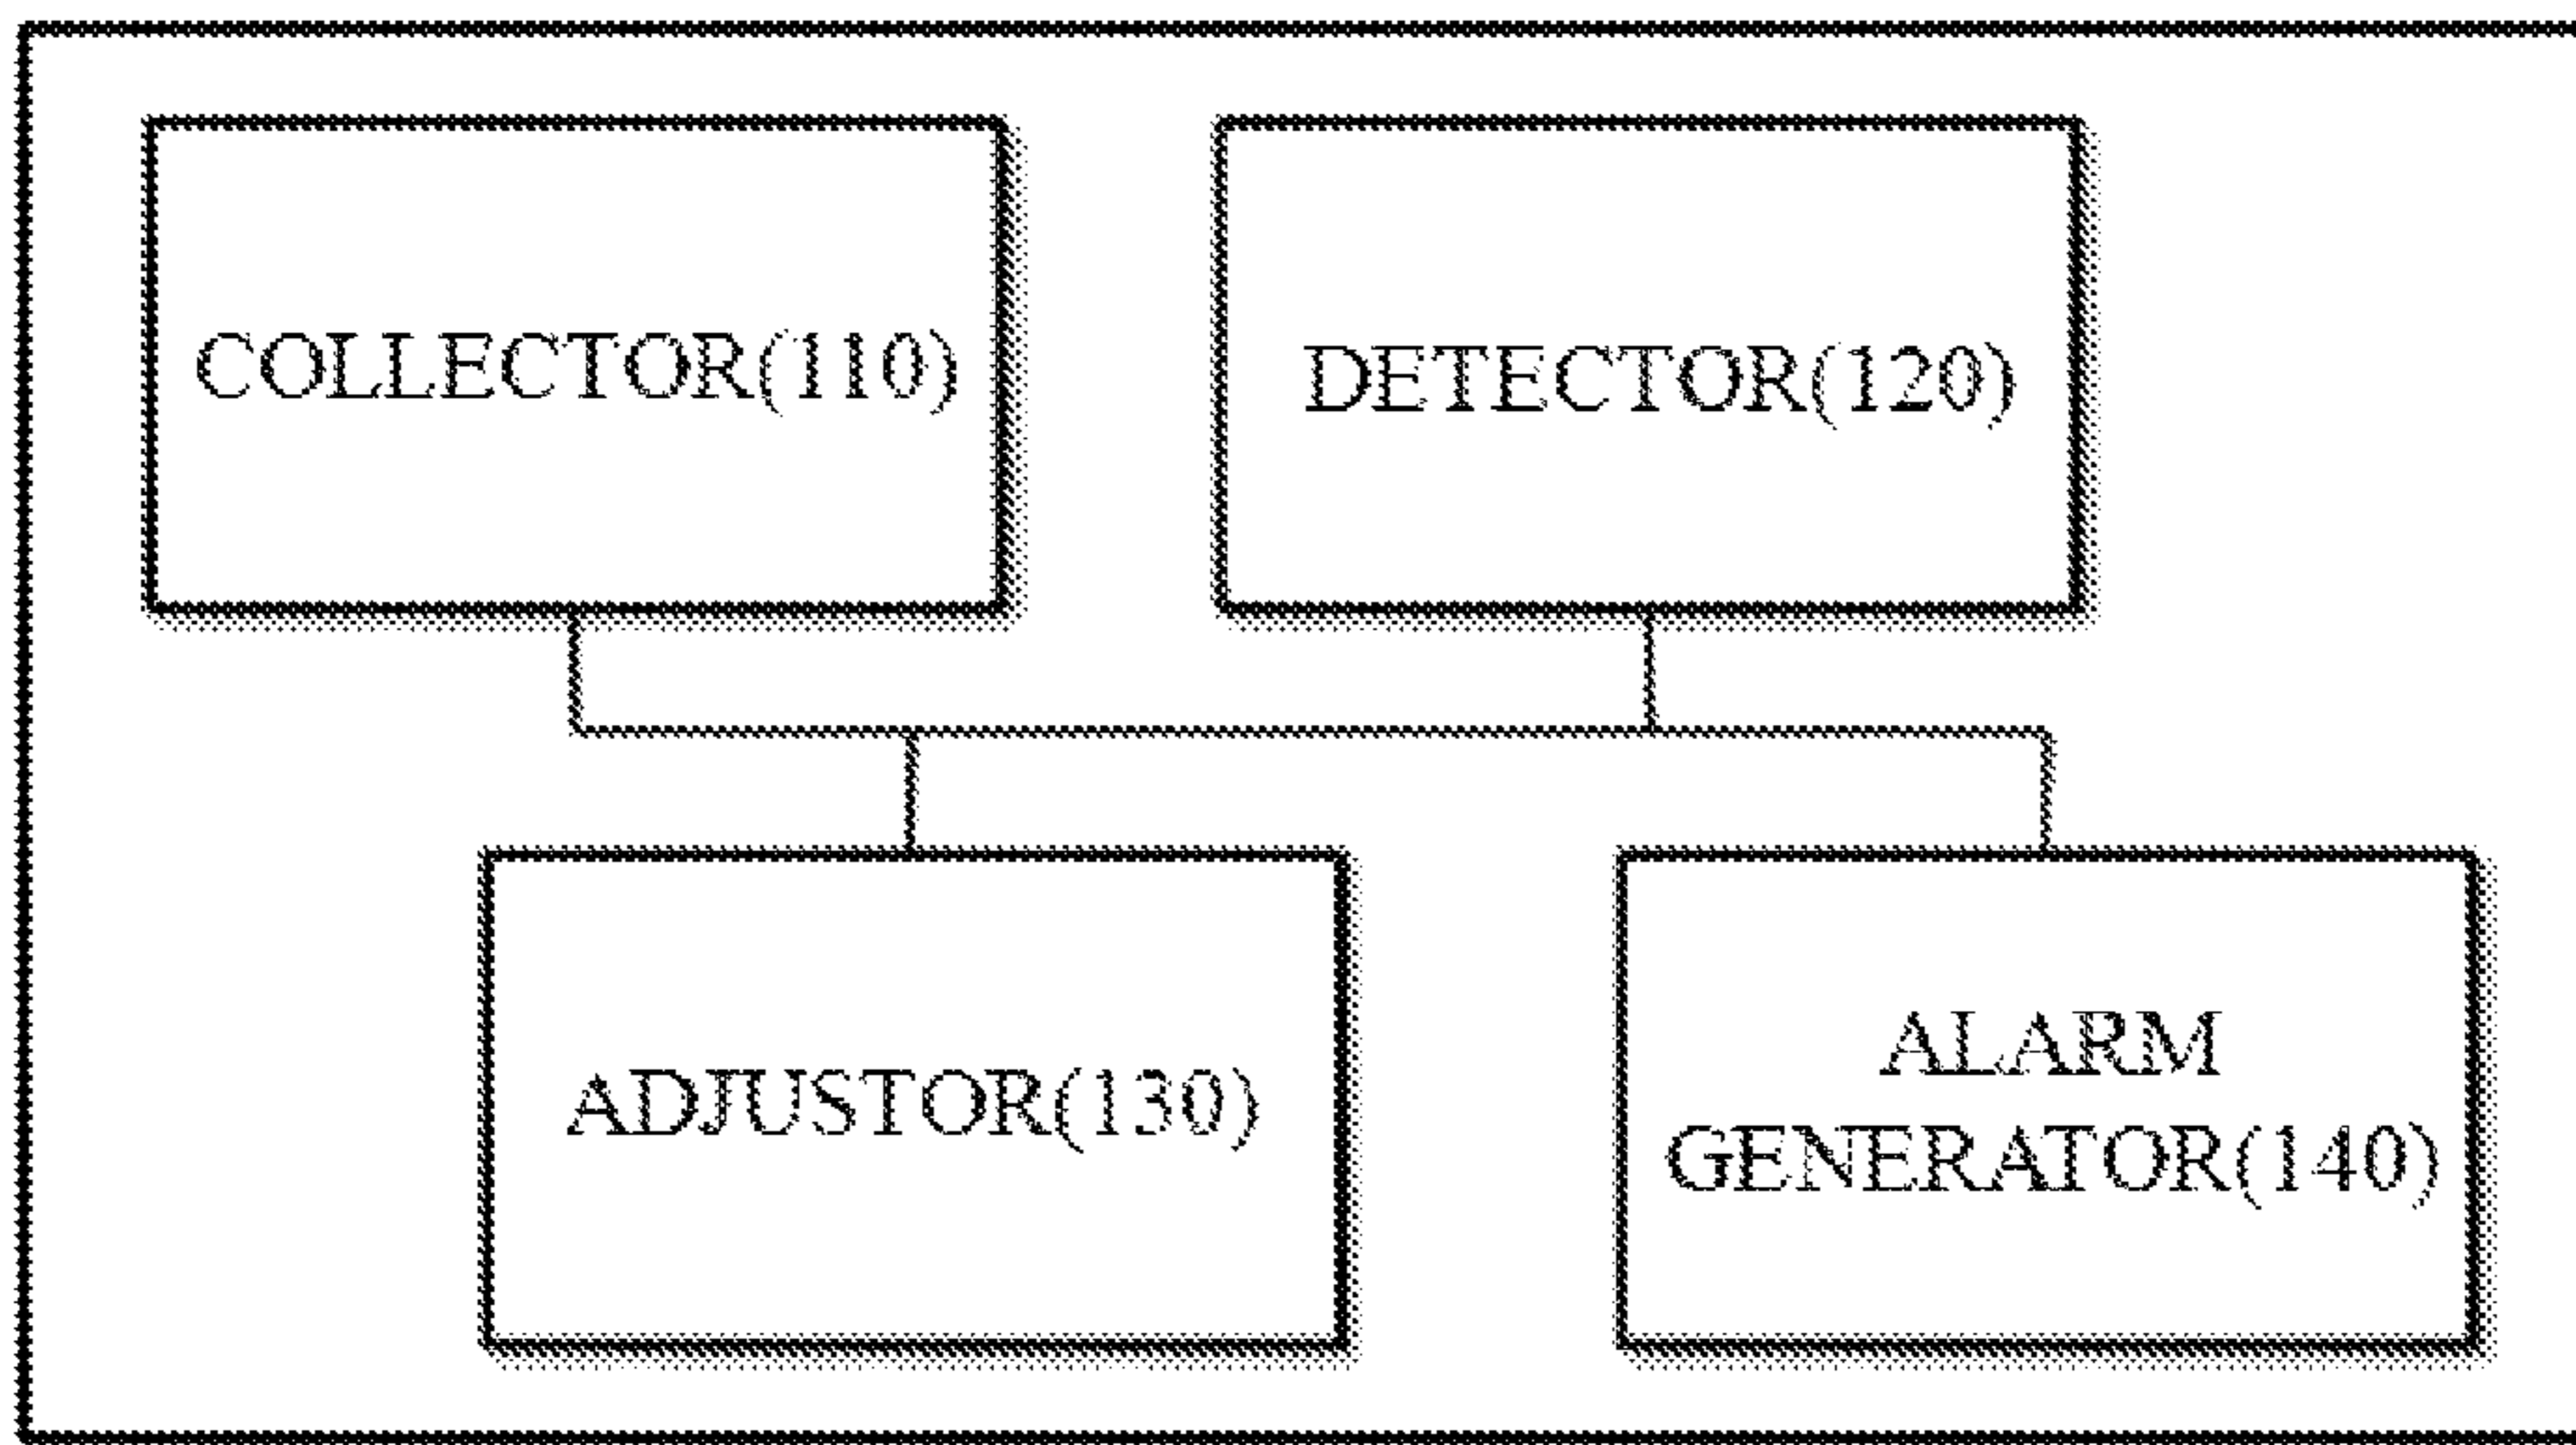 COLLECTOR(110)
DETECTOR(120)
ADJUSTOR(130)
ALARM
GENERATOR(140)